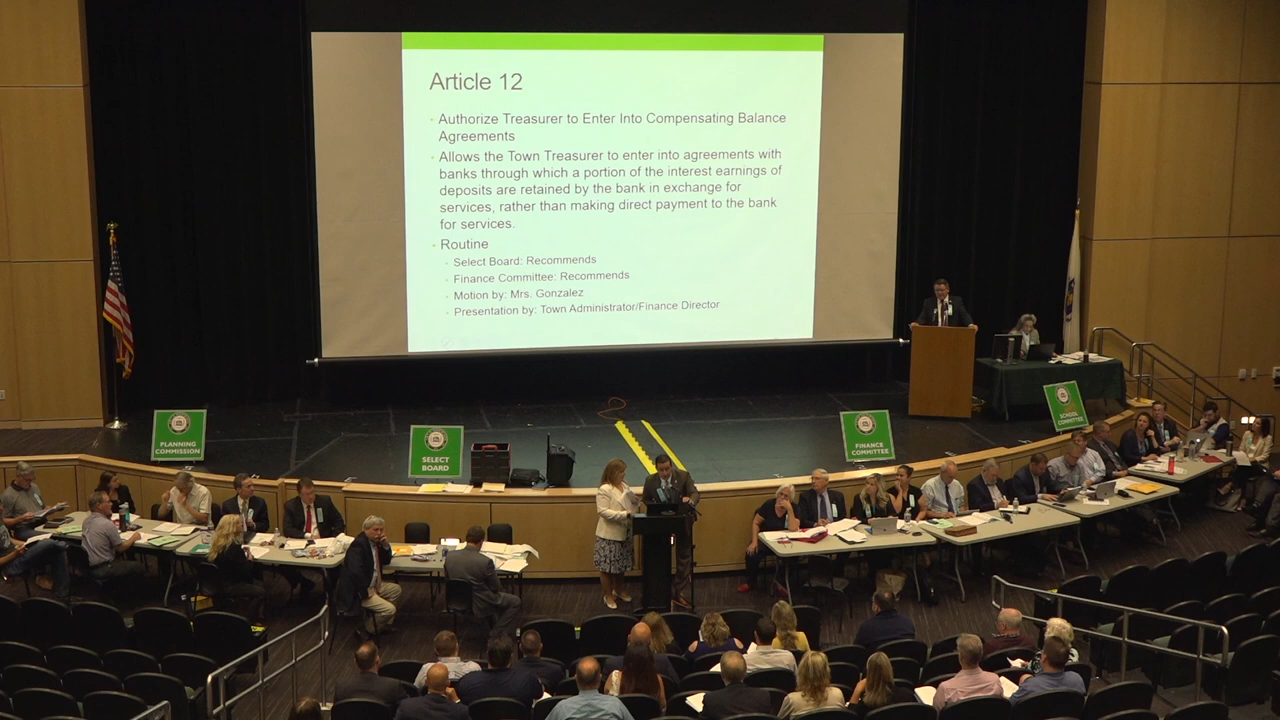 Article 12
Authorize Treasurer to Enter Into Compensating Balance
Agreements
Allows the Town Treasurer to enter into agreements with
banks through which a portion of the interest earnings of
deposits are retained by the bank in exchange for
services, rather than making direct payment to the bank
for services.
Routine
Select Board: Recommends
Finance Committee: Recommends
Motion by: Mrs. Gonzalez
Presentation by: Town Administrator/Finance Director
PLANNING
COMMISSION
SELECT
BOARD
FINANCE
COMMITTEE
SCHOOL
COMMITTEE